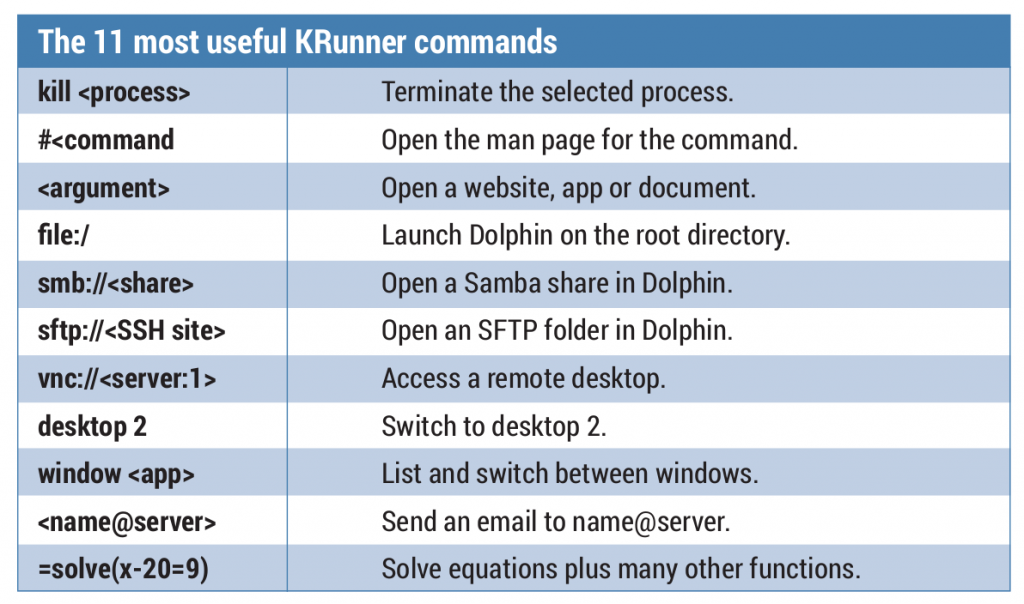 The 11 most useful KRunner commands
kill <process> Terminate the selected process.
#<command Open the man page for the command.
<argument> Open a website, app or document.
file:/ Launch Dolphin on the root directory.
smb://<share> Open a Samba share in Dolphin.
sftp://<SSH site> Open an SFTP folder in Dolphin.
vnc://<server:1> Access a remote desktop.
desktop 2 Switch to desktop 2.
window <app> List and switch between windows.
<name@server> Send an email to name@server.
=solve(x-20=9) Solve equations plus many other functions.